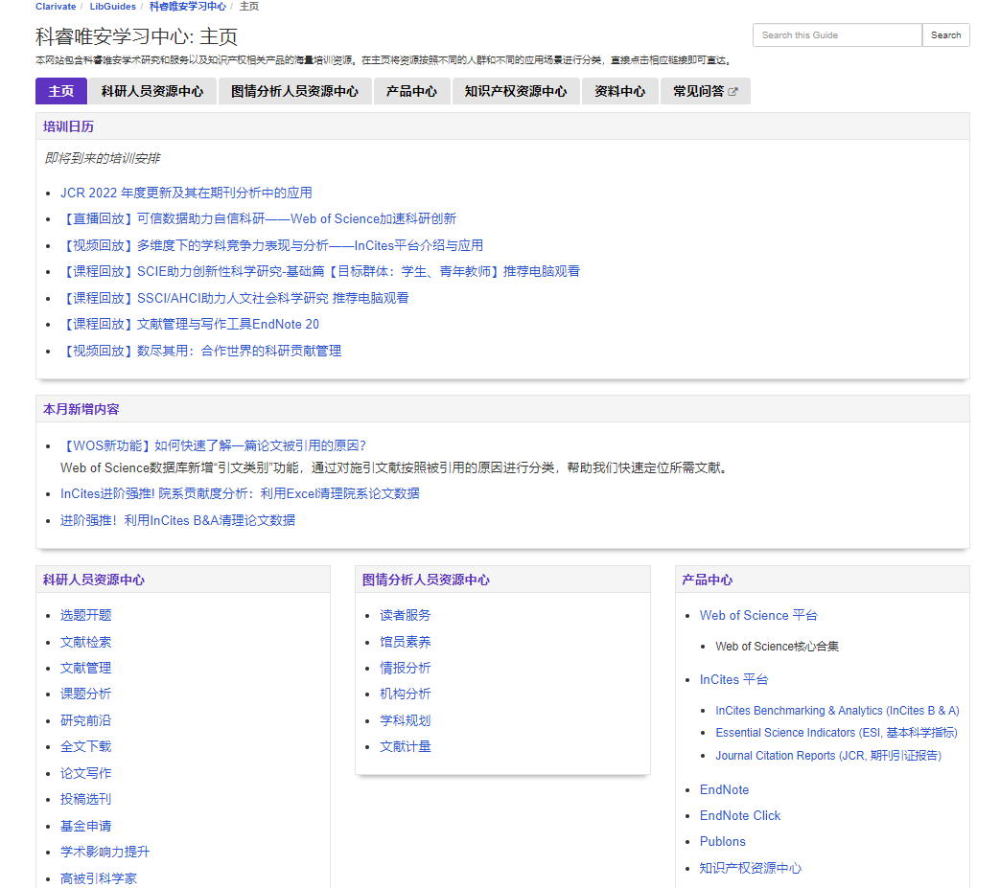 Clarivate / LibGuides / 科睿唯安学习中心 / 主页
科睿唯安学习中心: 主页
Search this Guide
Search
本网站包含科睿唯安学术研究和服务以及知识产权相关产品的海量培训资源。在主页将资源按照不同的人群和不同的应用场景进行分类，直接点击相应链接即可直达。
主页 科研人员资源中心 图情分析人员资源中心 产品中心 知识产权资源中心 资料中心 常见问答
培训日历
即将到来的培训安排
JCR 2022 年度更新及其在期刊分析中的应用
【直播回放】可信数据助力自信科研——Web of Science加速科研创新
【视频回放】多维度下的学科竞争力表现与分析——InCites平台介绍与应用
【课程回放】SCIE助力创新性科学研究-基础篇【目标群体：学生、青年教师】推荐电脑观看
【课程回放】SSCI/AHCI助力人文社会科学研究 推荐电脑观看
【课程回放】文献管理与写作工具EndNote 20
【视频回放】数尽其用：合作世界的科研贡献管理
本月新增内容
【WOS新功能】如何快速了解一篇论文被引用的原因？
Web of Science数据库新增“引文类别”功能，通过对施引文献按照被引用的原因进行分类，帮助我们快速定位所需文献。
InCites进阶强推! 院系贡献度分析：利用Excel清理院系论文数据
进阶强推！利用InCites B&A清理论文数据
科研人员资源中心
选题开题
文献检索
文献管理
课题分析
研究前沿
全文下载
论文写作
投稿选刊
基金申请
学术影响力提升
高被引科学家
图情分析人员资源中心
读者服务
馆员素养
情报分析
机构分析
学科规划
文献计量
产品中心
Web of Science 平台
Web of Science核心合集
InCites 平台
InCites Benchmarking & Analytics (InCites B & A)
Essential Science Indicators (ESI, 基本科学指标)
Journal Citation Reports (JCR, 期刊引证报告)
EndNote
EndNote Click
Publons
知识产权资源中心